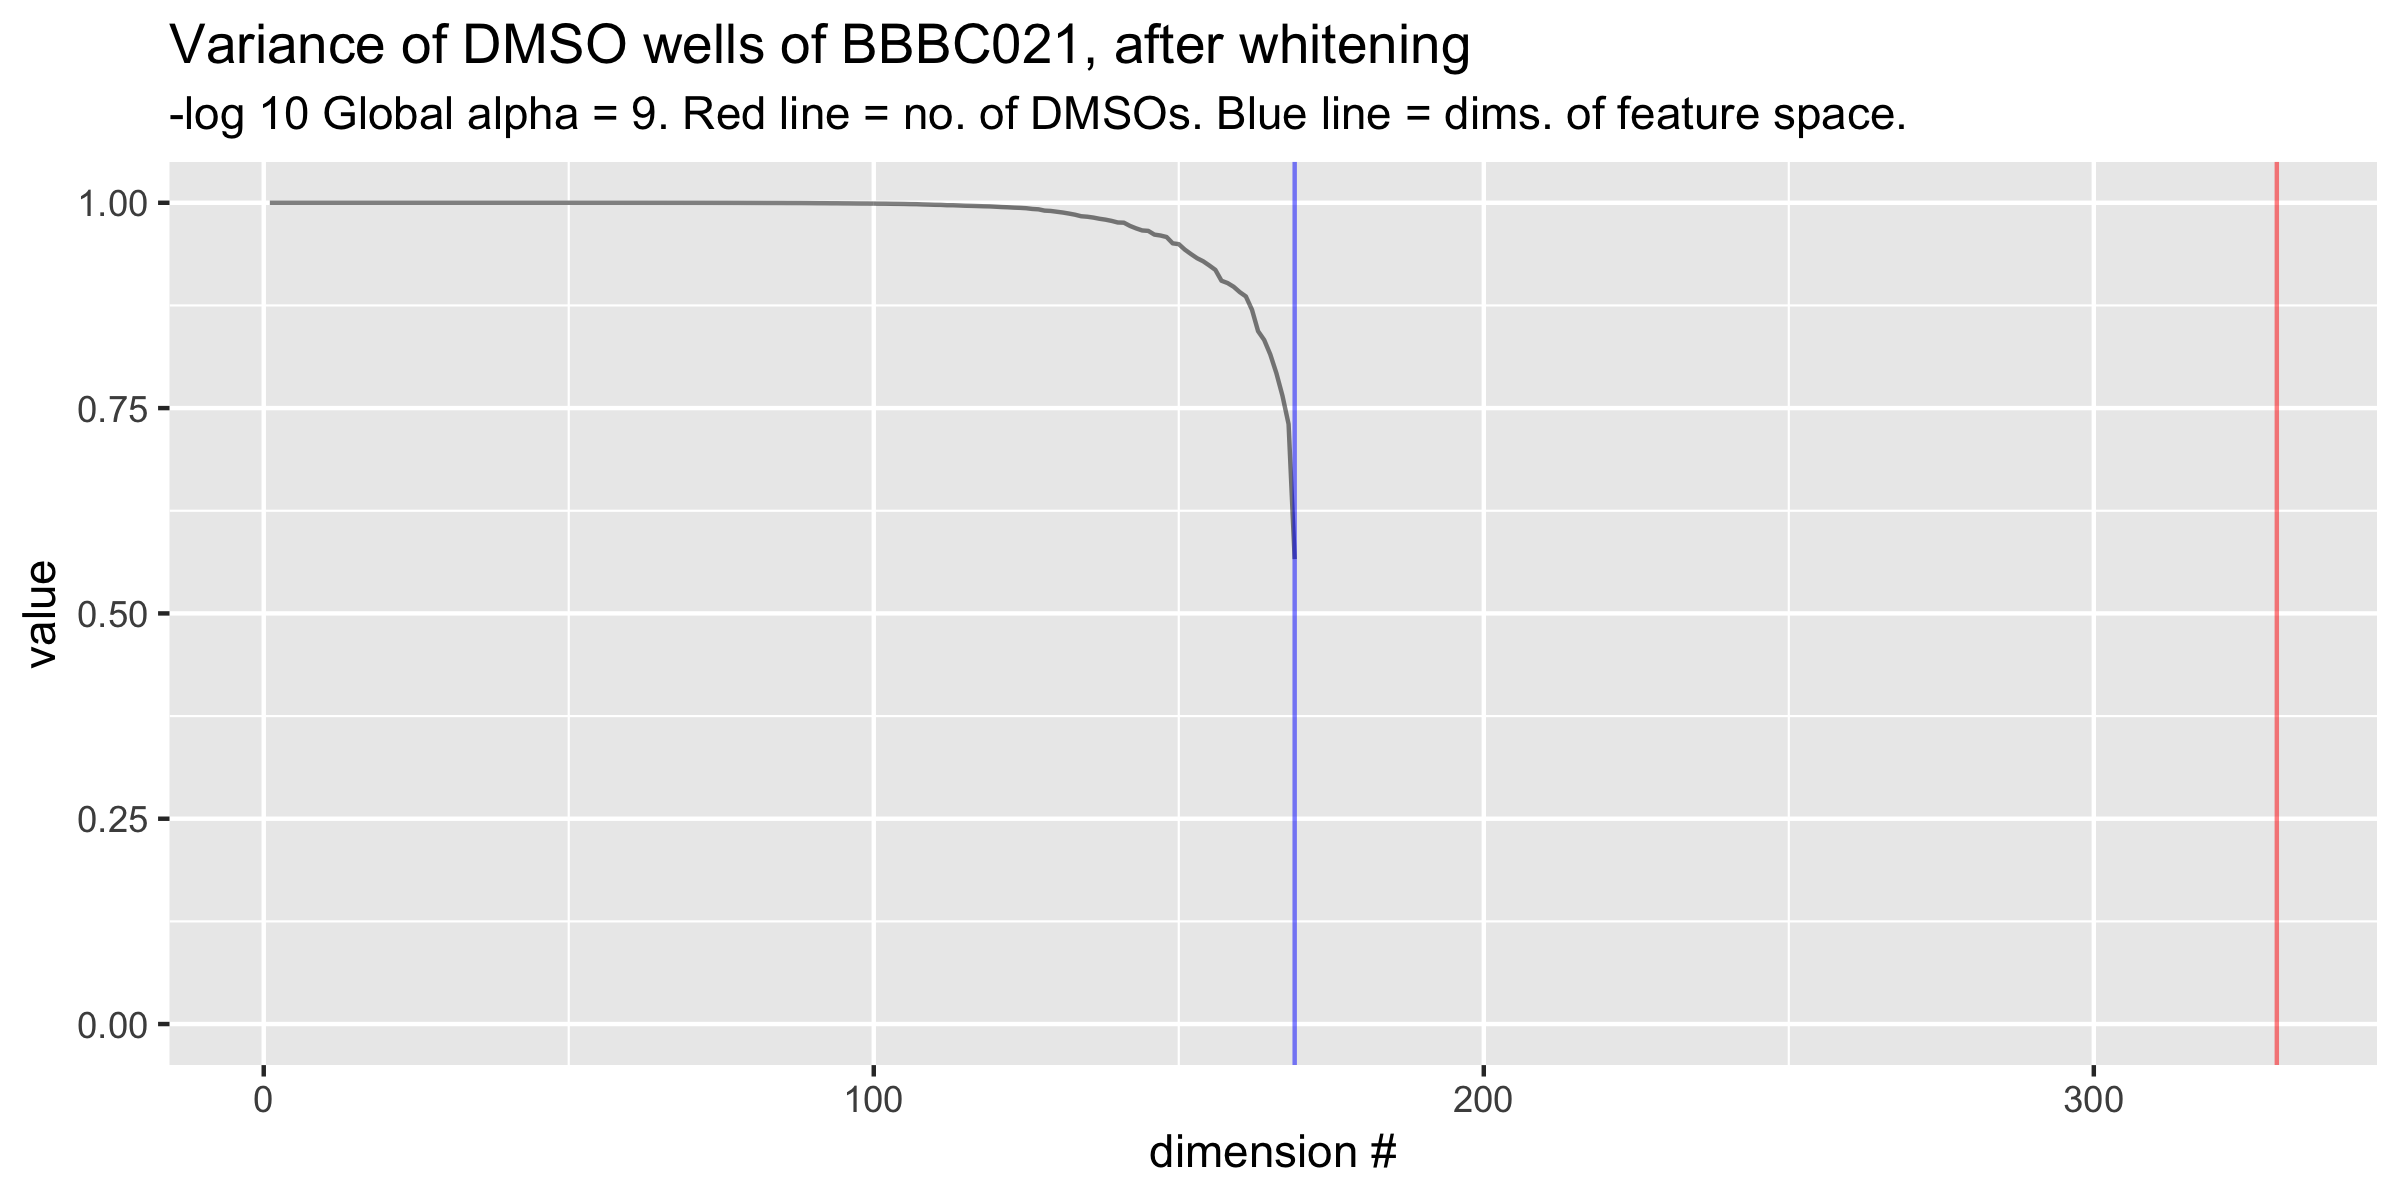 Variance of DMSO wells of BBBC021, after whitening
-log 10 Global alpha = 9. Red line = no. of DMSOs. Blue line = dims. of feature space.
1.00
0.75
0.50
0.25
0.00
value
0 100 200 300
dimension #